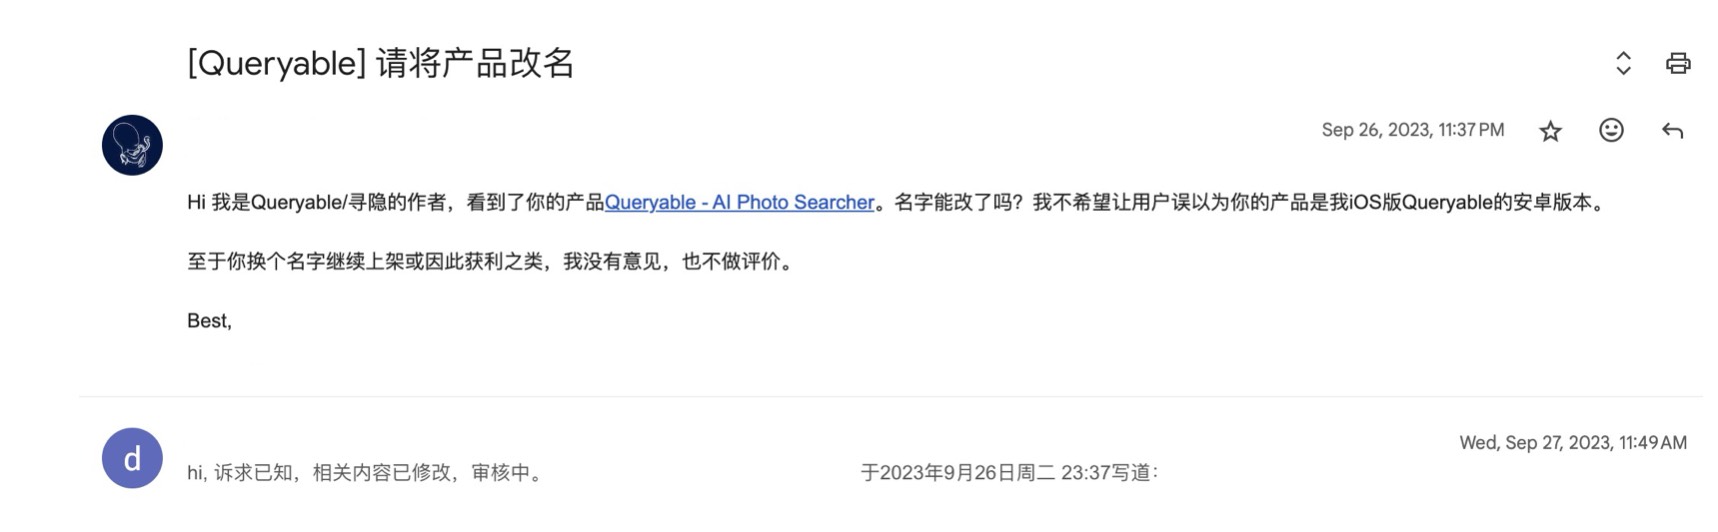 [Queryable] 请将产品改名
Sep 26, 2023, 11:37 PM
Hi 我是Queryable/寻隐的作者，看到了你的产品Queryable - AI Photo Searcher。名字能改了吗？我不希望让用户误以为你的产品是我iOS版Queryable的安卓版本。
至于你换个名字继续上架或因此获利之类，我没有意见，也不做评价。
Best,
d
Wed, Sep 27, 2023, 11:49 AM
hi, 诉求已知，相关内容已修改，审核中。 于2023年9月26日周二 23:37写道：